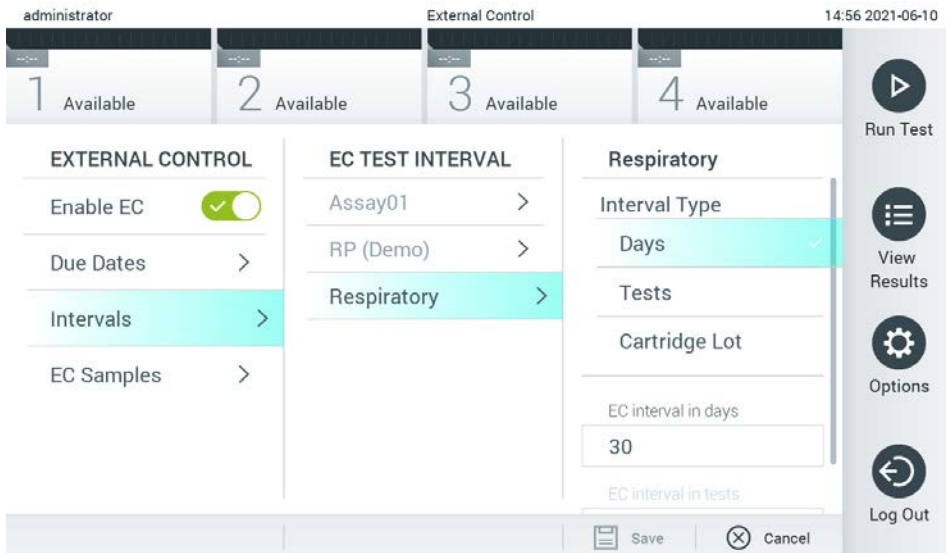 administrator External Control 14:56 2021-06-10
--:-- --:-- --:-- --:--
1 Available 2 Available 3 Available 4 Available
Run Test
EXTERNAL CONTROL
Enable EC
Due Dates
Intervals
EC Samples
EC TEST INTERVAL
Assay01
RP (Demo)
Respiratory
Respiratory
Interval Type
Days
Tests
Cartridge Lot
EC interval in days
30
EC interval in tests
View
Results
Options
Log Out
Save Cancel